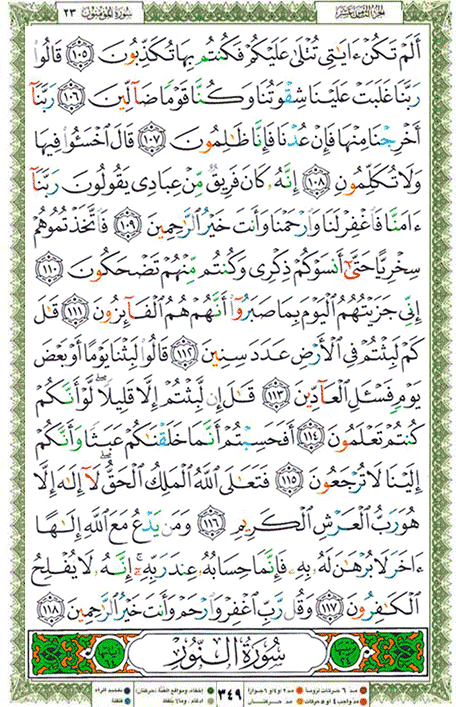 سورة المؤمنون ٢٣
الجزء الثامن عشر
أَلَمْ تَكُنْ ءَايَٰتِى تُتْلَىٰ عَلَيْكُمْ فَكُنتُم بِهَا تُكَذِّبُونَ ١٠٥ قَالُوا۟
رَبَّنَا غَلَبَتْ عَلَيْنَا شِقْوَتُنَا وَكُنَّا قَوْمًا ضَآلِّينَ ١٠٦ رَبَّنَآ
أَخْرِجْنَا مِنْهَا فَإِنْ عُدْنَا فَإِنَّا ظَٰلِمُونَ ١٠٧ قَالَ ٱخْسَـُٔوا۟ فِيهَا
وَلَا تُكَلِّمُونِ ١٠٨ إِنَّهُۥ كَانَ فَرِيقٌ مِّنْ عِبَادِى يَقُولُونَ رَبَّنَآ
ءَامَنَّا فَٱغْفِرْ لَنَا وَٱرْحَمْنَا وَأَنتَ خَيْرُ ٱلرَّٰحِمِينَ ١٠٩ فَٱتَّخَذْتُمُوهُمْ
سِخْرِيًّا حَتَّىٰٓ أَنسَوْكُمْ ذِكْرِى وَكُنتُم مِّنْهُمْ تَضْحَكُونَ ١١٠
إِنِّى جَزَيْتُهُمُ ٱلْيَوْمَ بِمَا صَبَرُوٓا۟ أَنَّهُمْ هُمُ ٱلْفَآئِزُونَ ١١١ قَٰلَ
كَمْ لَبِثْتُمْ فِى ٱلْأَرْضِ عَدَدَ سِنِينَ ١١٢ قَالُوا۟ لَبِثْنَا يَوْمًا أَوْ بَعْضَ
يَوْمٍ فَسْـَٔلِ ٱلْعَآدِّينَ ١١٣ قَٰلَ إِن لَّبِثْتُمْ إِلَّا قَلِيلًا ۖ لَّوْ أَنَّكُمْ
كُنتُمْ تَعْلَمُونَ ١١٤ أَفَحَسِبْتُمْ أَنَّمَا خَلَقْنَٰكُمْ عَبَثًا وَأَنَّكُمْ
إِلَيْنَا لَا تُرْجَعُونَ ١١٥ فَتَعَٰلَى ٱللَّهُ ٱلْمَلِكُ ٱلْحَقُّ ۖ لَآ إِلَٰهَ إِلَّا
هُوَ رَبُّ ٱلْعَرْشِ ٱلْكَرِيمِ ١١٦ وَمَن يَدْعُ مَعَ ٱللَّهِ إِلَٰهًا
ءَاخَرَ لَا بُرْهَٰنَ لَهُۥ بِهِۦ فَإِنَّمَا حِسَابُهُۥ عِندَ رَبِّهِۦٓ ۚ إِنَّهُۥ لَا يُفْلِحُ
ٱلْكَٰفِرُونَ ١١٧ وَقُل رَّبِّ ٱغْفِرْ وَٱرْحَمْ وَأَنتَ خَيْرُ ٱلرَّٰحِمِينَ ١١٨
سُورَةُ النُّورِ
٣٤٩